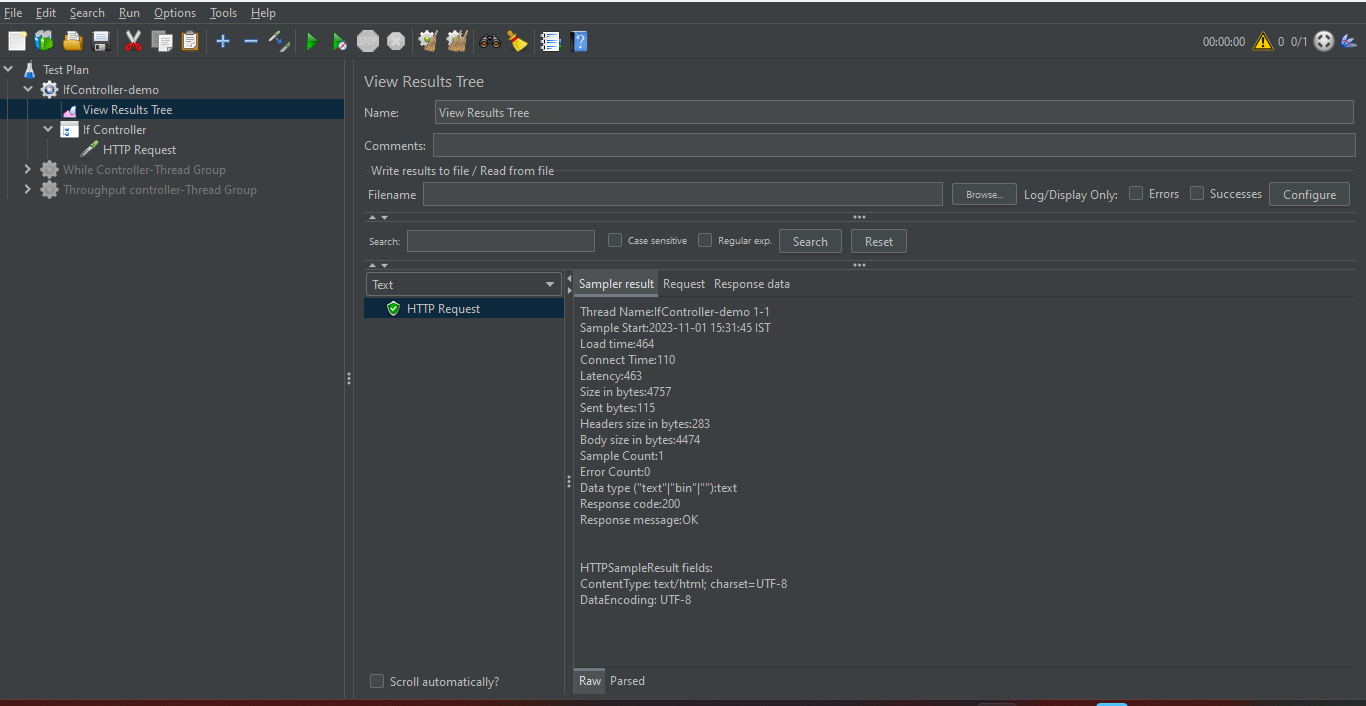 File Edit Search Run Options Tools Help
00:00:00 0 0/1
Test Plan
IfController-demo
View Results Tree
If Controller
HTTP Request
While Controller-Thread Group
Throughput controller-Thread Group
View Results Tree
Name: View Results Tree
Comments:
Write results to file / Read from file
Filename Browse... Log/Display Only: Errors Successes Configure
Search: Case sensitive Regular exp. Search Reset
Text
HTTP Request
Scroll automatically?
Sampler result Request Response data
Thread Name:IfController-demo 1-1
Sample Start:2023-11-01 15:31:45 IST
Load time:464
Connect Time:110
Latency:463
Size in bytes:4757
Sent bytes:115
Headers size in bytes:283
Body size in bytes:4474
Sample Count:1
Error Count:0
Data type ("text"|"bin"|""):text
Response code:200
Response message:OK
HTTPSampleResult fields:
ContentType: text/html; charset=UTF-8
DataEncoding: UTF-8
Raw Parsed